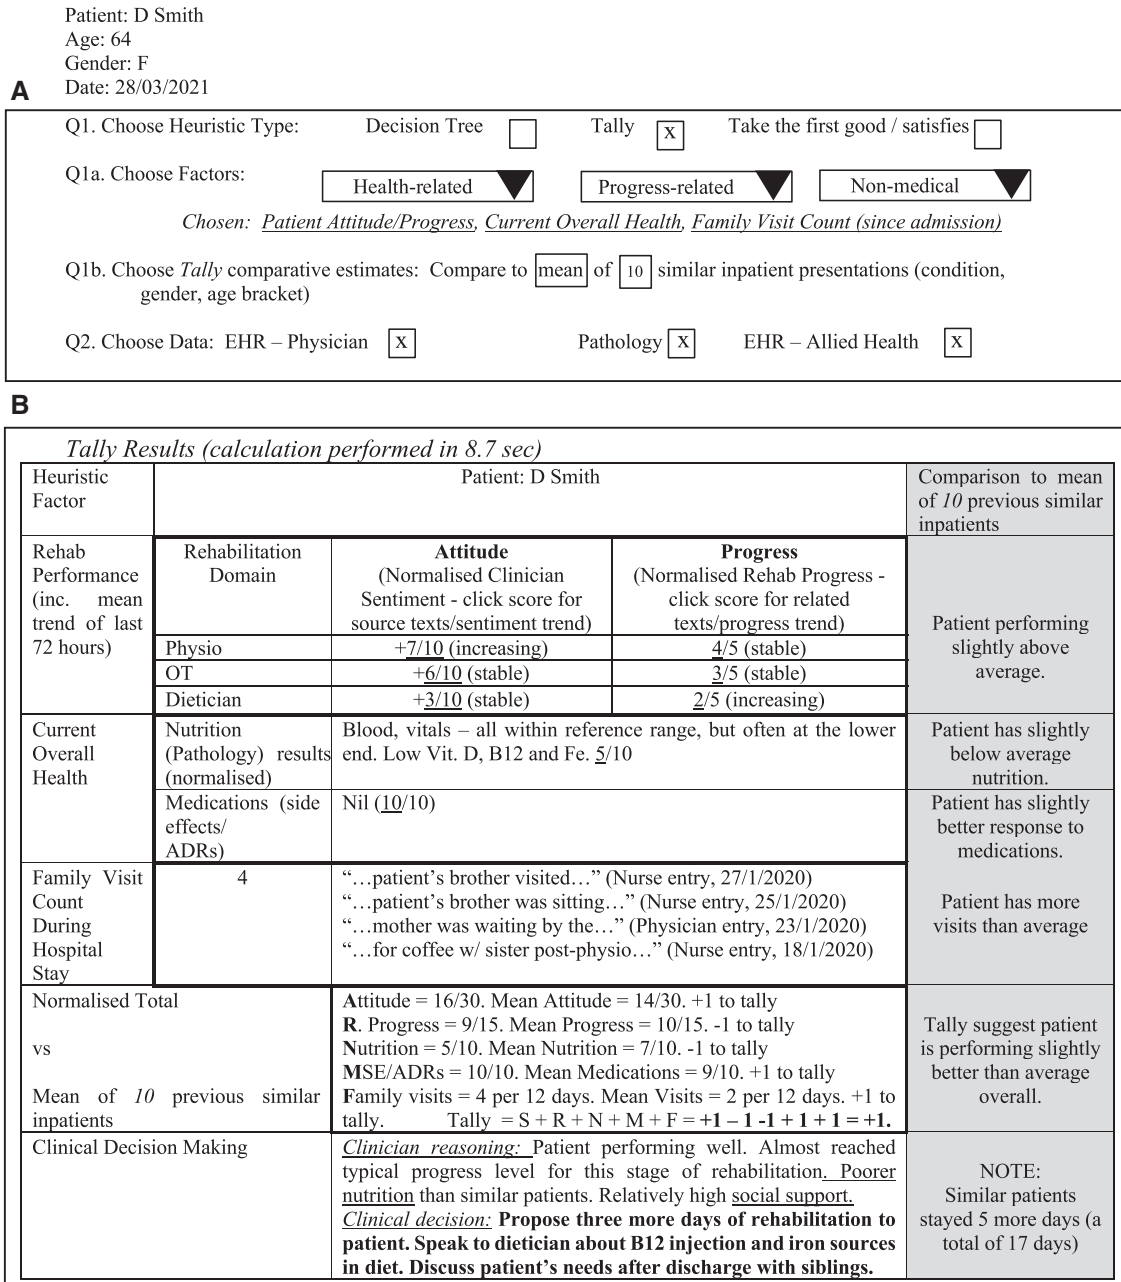 Patient: D Smith
Age: 64
Gender: F
Date: 28/03/2021
A
Q1. Choose Heuristic Type: Decision Tree Tally x Take the first good / satisfies
Q1a. Choose Factors: Health-related Progress-related Non-medical
Chosen: Patient Attitude/Progress, Current Overall Health, Family Visit Count (since admission)
Q1b. Choose Tally comparative estimates: Compare to mean of 10 similar inpatient presentations (condition,
gender, age bracket)
Q2. Choose Data: EHR – Physician x Pathology x EHR – Allied Health x
B
Tally Results (calculation performed in 8.7 sec)
Heuristic
Factor
Patient: D Smith
Comparison to mean
of 10 previous similar
inpatients
Rehab
Performance
(inc. mean
trend of last
72 hours)
Rehabilitation
Domain
Attitude
(Normalised Clinician
Sentiment - click score for
source texts/sentiment trend)
Progress
(Normalised Rehab Progress -
click score for related
texts/progress trend)
Physio +7/10 (increasing) 4/5 (stable)
OT +6/10 (stable) 3/5 (stable)
Dietician +3/10 (stable) 2/5 (increasing)
Patient performing
slightly above
average.
Current
Overall
Health
Nutrition
(Pathology) results
(normalised)
Blood, vitals – all within reference range, but often at the lower
end. Low Vit. D, B12 and Fe. 5/10
Patient has slightly
below average
nutrition.
Medications (side
effects/
ADRs)
Nil (10/10)
Patient has slightly
better response to
medications.
Family Visit
Count
During
Hospital
Stay
4
“…patient’s brother visited…” (Nurse entry, 27/1/2020)
“…patient’s brother was sitting…” (Nurse entry, 25/1/2020)
“…mother was waiting by the…” (Physician entry, 23/1/2020)
“…for coffee w/ sister post-physio…” (Nurse entry, 18/1/2020)
Patient has more
visits than average
Normalised Total
vs
Mean of 10 previous similar
inpatients
Attitude = 16/30. Mean Attitude = 14/30. +1 to tally
R. Progress = 9/15. Mean Progress = 10/15. -1 to tally
Nutrition = 5/10. Mean Nutrition = 7/10. -1 to tally
MSE/ADRs = 10/10. Mean Medications = 9/10. +1 to tally
Family visits = 4 per 12 days. Mean Visits = 2 per 12 days. +1 to
tally. Tally = S + R + N + M + F = +1 – 1 -1 + 1 + 1 = +1.
Tally suggest patient
is performing slightly
better than average
overall.
Clinical Decision Making
Clinician reasoning: Patient performing well. Almost reached
typical progress level for this stage of rehabilitation. Poorer
nutrition than similar patients. Relatively high social support.
Clinical decision: Propose three more days of rehabilitation to
patient. Speak to dietician about B12 injection and iron sources
in diet. Discuss patient’s needs after discharge with siblings.
NOTE:
Similar patients
stayed 5 more days (a
total of 17 days)